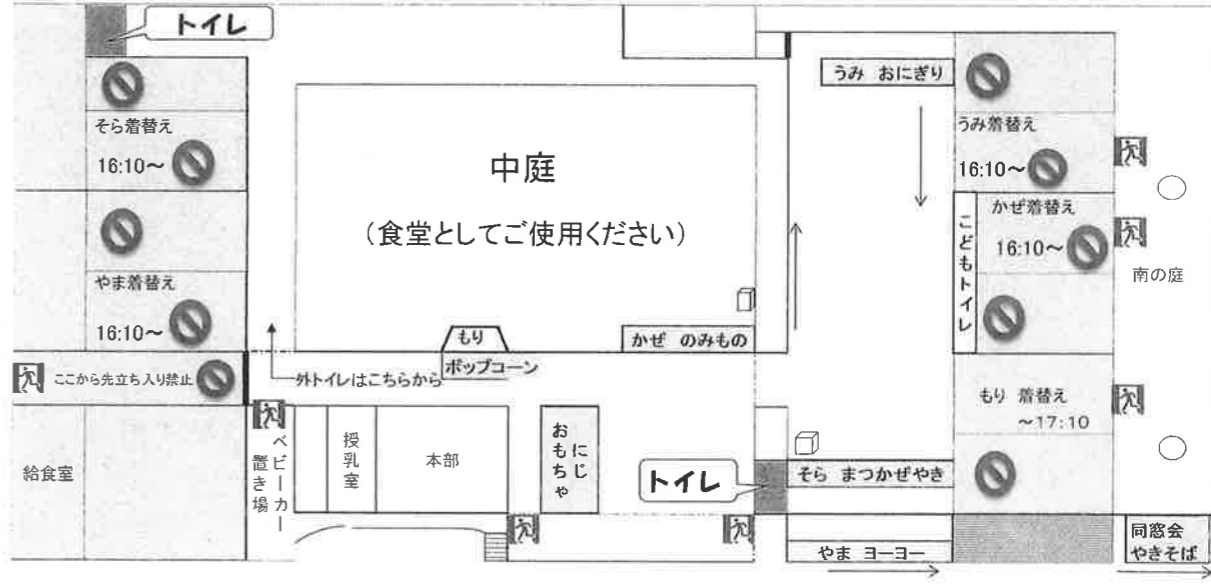 トイレ
うみ おにぎり
そら着替え
16:10～
うみ着替え
16:10～
中庭
（食堂としてご使用ください）
かぜ着替え
16:10～
こどもトイレ
南の庭
やま着替え
16:10～
もり
かぜ のみもの
ポップコーン
ここから先立ち入り禁止
外トイレはこちらから
もり 着替え
～17:10
給食室
ベビーカー
置き場
授乳室
本部
にじ
おもちゃ
トイレ
そら まつかぜやき
やま ヨーヨー
同窓会
やきそば